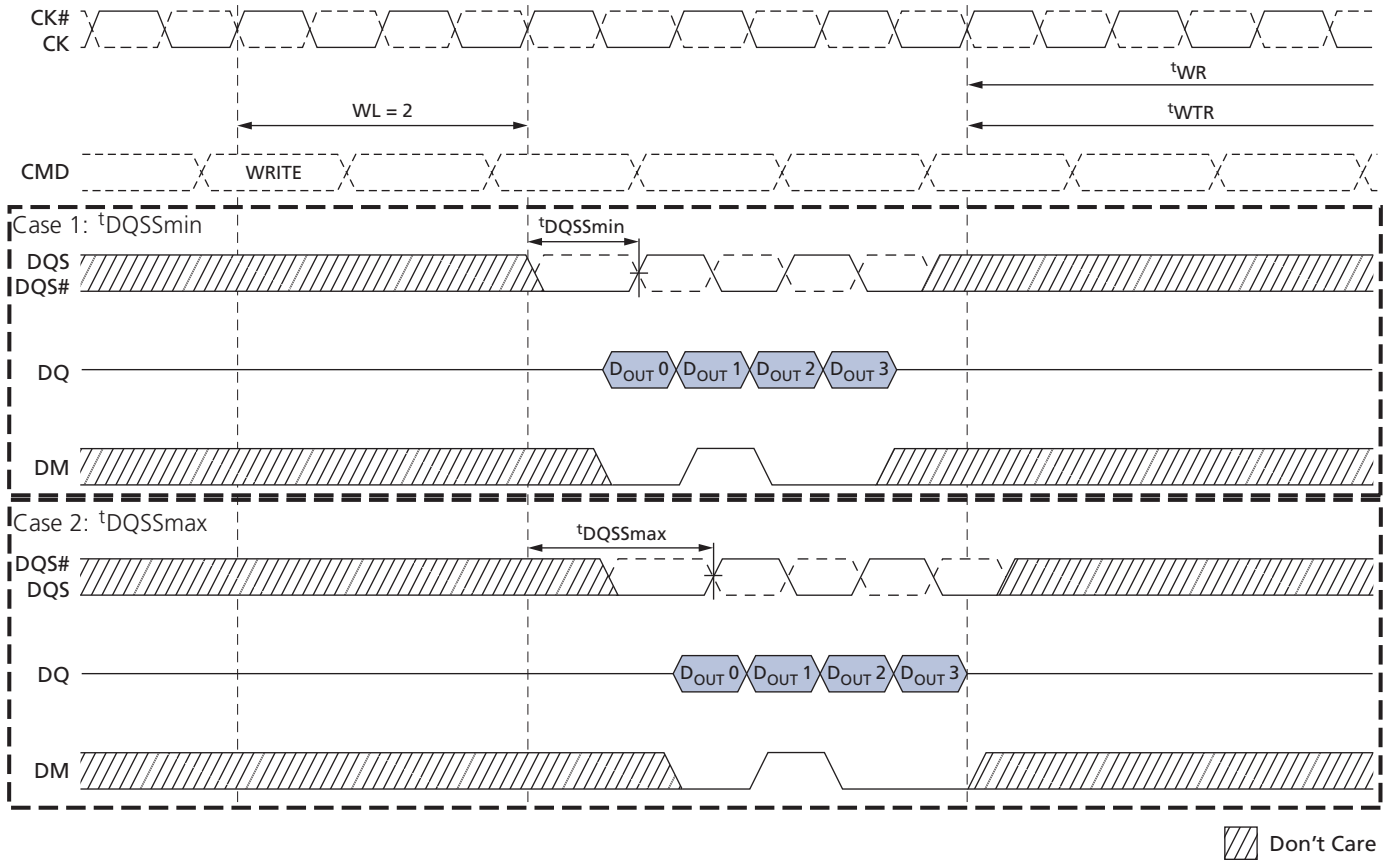 CK#
CK
tWR
WL = 2
tWTR
CMD
WRITE
Case 1: tDQSSmin
tDQSSmin
DQS
DQS#
DQ
DOUT 0 DOUT 1 DOUT 2 DOUT 3
DM
Case 2: tDQSSmax
tDQSSmax
DQS#
DQS
DQ
DOUT 0 DOUT 1 DOUT 2 DOUT 3
DM
Don't Care